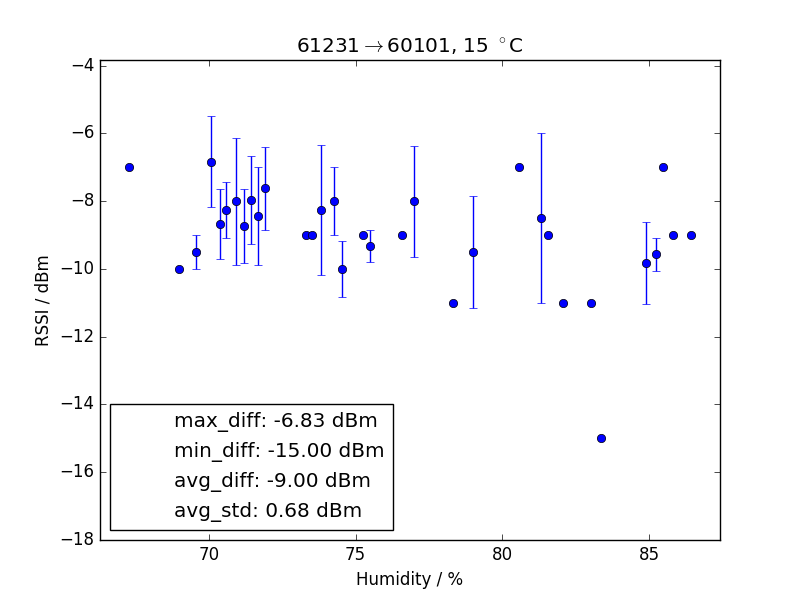 61231→60101, 15 °C
RSSI / dBm
−4
−6
−8
−10
−12
−14
−16
−18
max_diff: -6.83 dBm
min_diff: -15.00 dBm
avg_diff: -9.00 dBm
avg_std: 0.68 dBm
70 75 80 85
Humidity / %